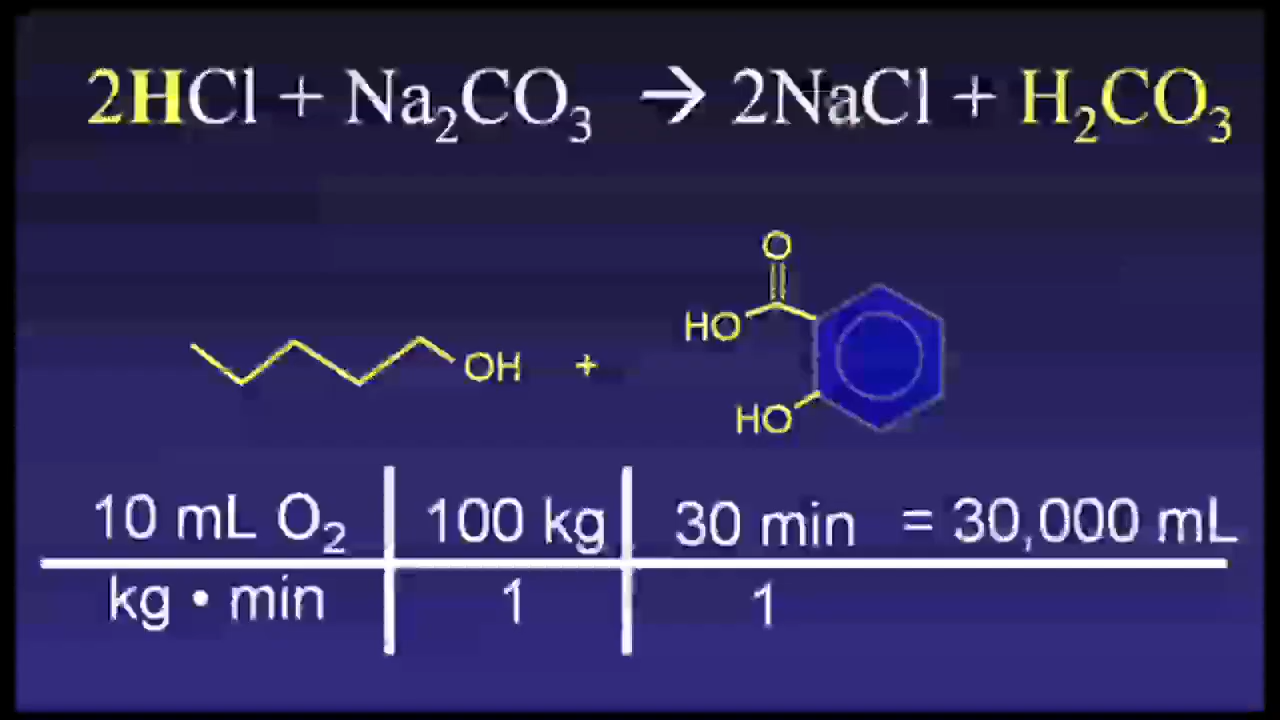 2HCl + Na₂CO₃ → 2NaCl + H₂CO₃
O
HO
OH +
HO
10 mL O₂ 100 kg 30 min = 30,000 mL
kg • min 1 1